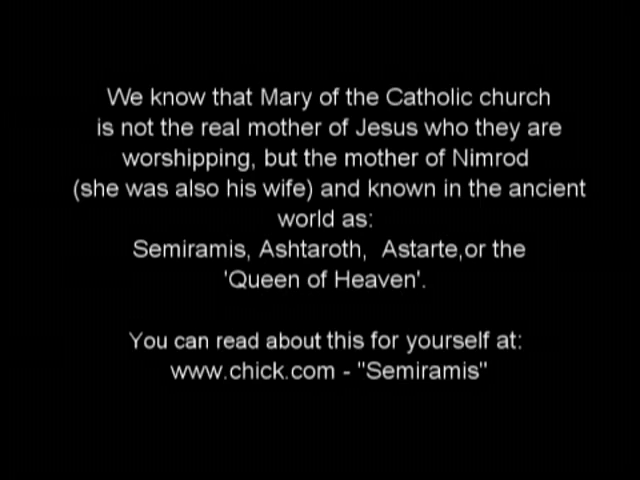 We know that Mary of the Catholic church
is not the real mother of Jesus who they are
worshipping, but the mother of Nimrod
(she was also his wife) and known in the ancient
world as:
Semiramis, Ashtaroth,  Astarte,or the
'Queen of Heaven'.
You can read about this for yourself at:
www.chick.com - "Semiramis"